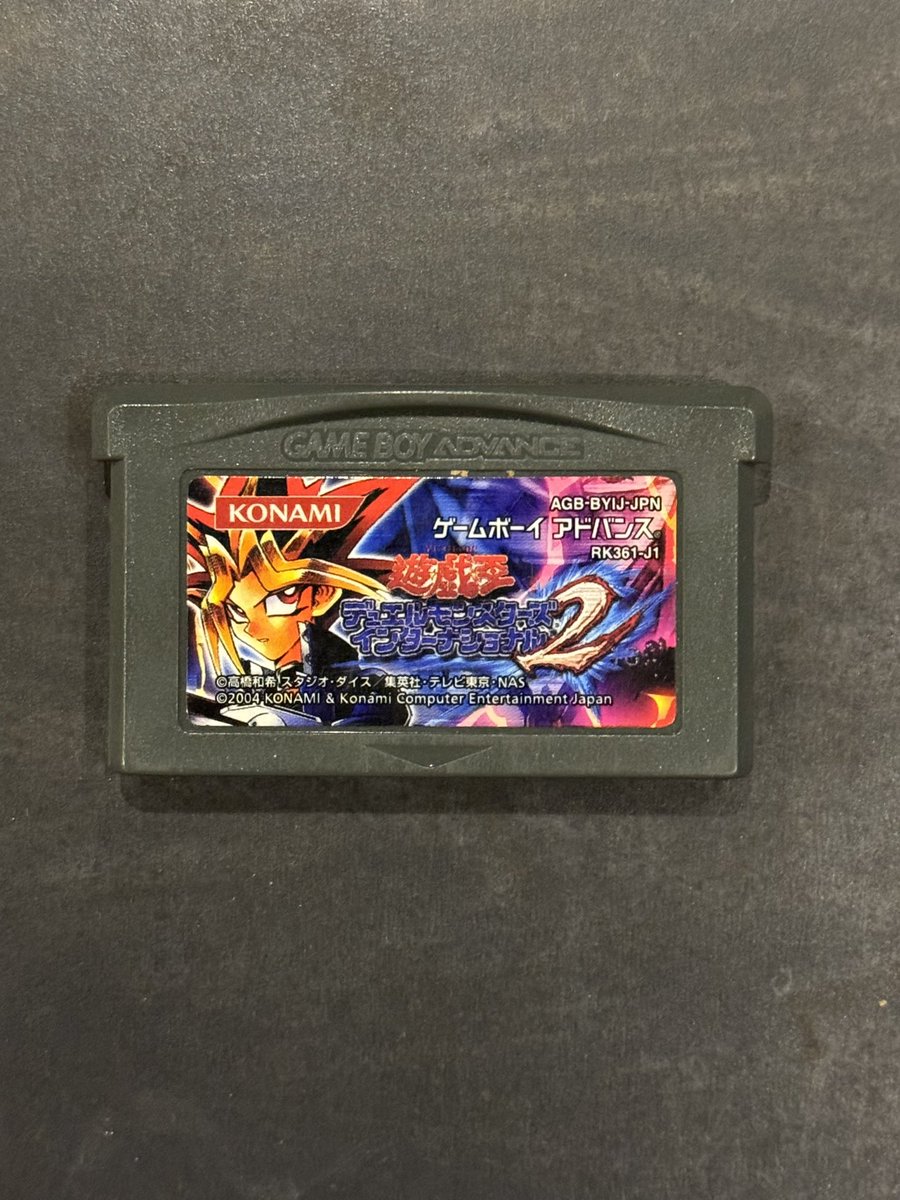 GAME BOY ADVANCE
KONAMI
AGB-BYIJ-JPN
ゲームボーイ アドバンス®
RK361-J1
遊戯王
デュエルモンスターズ
インターナショナル2
©高橋和希 スタジオ・ダイス／集英社・テレビ東京・NAS
©2004 KONAMI & Konami Computer Entertainment Japan